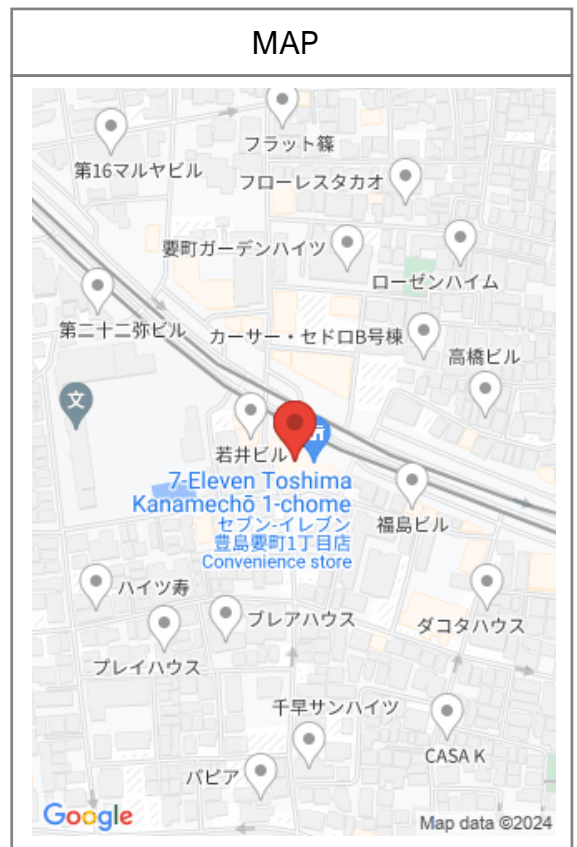 MAP
フラット篠
第16マルヤビル
フローレスタカオ
要町ガーデンハイツ
ローゼンハイム
第二十二弥ビル
カーサー・セドロB号棟
高橋ビル
文
若井ビル
7-Eleven Toshima
Kanamechō 1-chome
セブン‐イレブン
豊島要町1丁目店
Convenience store
福島ビル
ハイツ寿
ブレアハウス
ダコタハウス
プレイハウス
千早サンハイツ
CASA K
パピア
Google
Map data ©2024